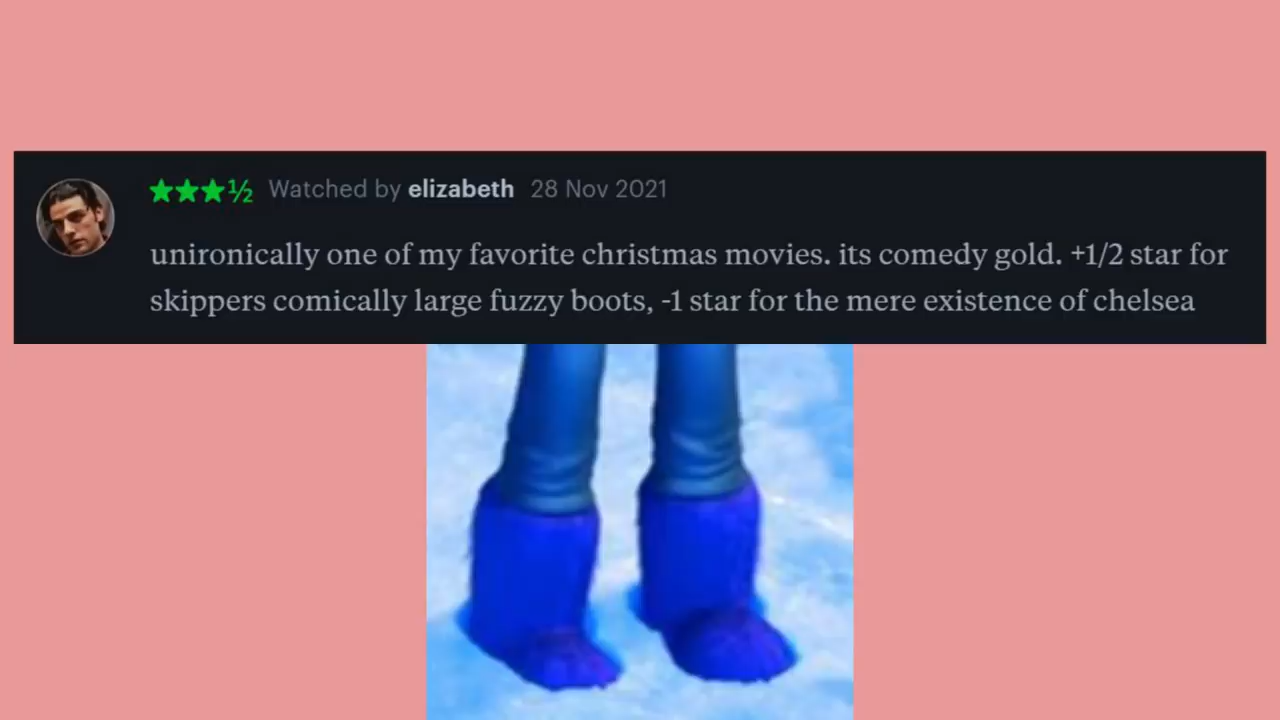 ★★★½ Watched by elizabeth 28 Nov 2021
unironically one of my favorite christmas movies. its comedy gold. +1/2 star for
skippers comically large fuzzy boots, -1 star for the mere existence of chelsea